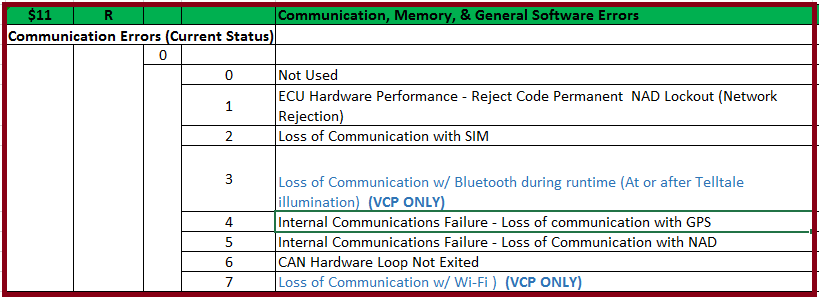 $11 R Communication, Memory, & General Software Errors
Communication Errors (Current Status)
0
0 Not Used
1 ECU Hardware Performance - Reject Code Permanent NAD Lockout (Network
Rejection)
2 Loss of Communication with SIM
3 Loss of Communication w/ Bluetooth during runtime (At or after Telltale
illumination) (VCP ONLY)
4 Internal Communications Failure - Loss of communication with GPS
5 Internal Communications Failure - Loss of Communication with NAD
6 CAN Hardware Loop Not Exited
7 Loss of Communication w/ Wi-Fi ) (VCP ONLY)